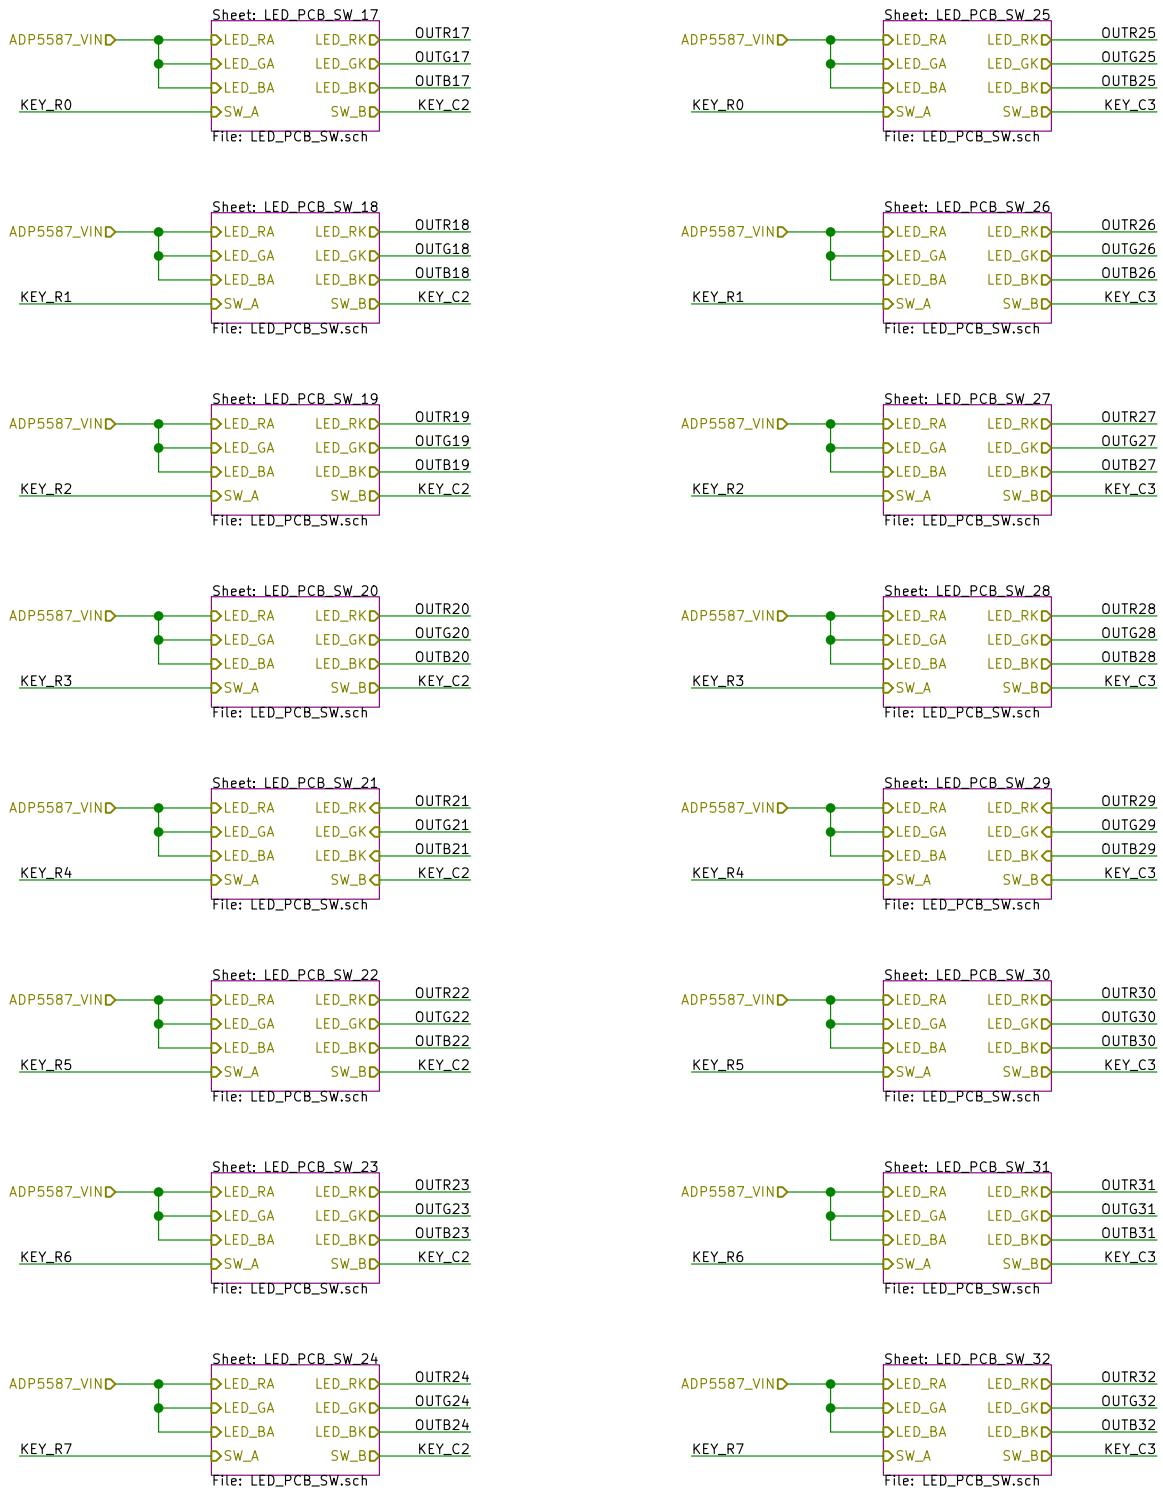 Sheet: LED_PCB_SW_17
ADP5587_VIN LED_RA LED_RK OUTR17
LED_GA LED_GK OUTG17
LED_BA LED_BK OUTB17
KEY_R0 SW_A SW_B KEY_C2
File: LED_PCB_SW.sch
Sheet: LED_PCB_SW_18
ADP5587_VIN LED_RA LED_RK OUTR18
LED_GA LED_GK OUTG18
LED_BA LED_BK OUTB18
KEY_R1 SW_A SW_B KEY_C2
File: LED_PCB_SW.sch
Sheet: LED_PCB_SW_19
ADP5587_VIN LED_RA LED_RK OUTR19
LED_GA LED_GK OUTG19
LED_BA LED_BK OUTB19
KEY_R2 SW_A SW_B KEY_C2
File: LED_PCB_SW.sch
Sheet: LED_PCB_SW_20
ADP5587_VIN LED_RA LED_RK OUTR20
LED_GA LED_GK OUTG20
LED_BA LED_BK OUTB20
KEY_R3 SW_A SW_B KEY_C2
File: LED_PCB_SW.sch
Sheet: LED_PCB_SW_21
ADP5587_VIN LED_RA LED_RK OUTR21
LED_GA LED_GK OUTG21
LED_BA LED_BK OUTB21
KEY_R4 SW_A SW_B KEY_C2
File: LED_PCB_SW.sch
Sheet: LED_PCB_SW_22
ADP5587_VIN LED_RA LED_RK OUTR22
LED_GA LED_GK OUTG22
LED_BA LED_BK OUTB22
KEY_R5 SW_A SW_B KEY_C2
File: LED_PCB_SW.sch
Sheet: LED_PCB_SW_23
ADP5587_VIN LED_RA LED_RK OUTR23
LED_GA LED_GK OUTG23
LED_BA LED_BK OUTB23
KEY_R6 SW_A SW_B KEY_C2
File: LED_PCB_SW.sch
Sheet: LED_PCB_SW_24
ADP5587_VIN LED_RA LED_RK OUTR24
LED_GA LED_GK OUTG24
LED_BA LED_BK OUTB24
KEY_R7 SW_A SW_B KEY_C2
File: LED_PCB_SW.sch
Sheet: LED_PCB_SW_25
ADP5587_VIN LED_RA LED_RK OUTR25
LED_GA LED_GK OUTG25
LED_BA LED_BK OUTB25
KEY_R0 SW_A SW_B KEY_C3
File: LED_PCB_SW.sch
Sheet: LED_PCB_SW_26
ADP5587_VIN LED_RA LED_RK OUTR26
LED_GA LED_GK OUTG26
LED_BA LED_BK OUTB26
KEY_R1 SW_A SW_B KEY_C3
File: LED_PCB_SW.sch
Sheet: LED_PCB_SW_27
ADP5587_VIN LED_RA LED_RK OUTR27
LED_GA LED_GK OUTG27
LED_BA LED_BK OUTB27
KEY_R2 SW_A SW_B KEY_C3
File: LED_PCB_SW.sch
Sheet: LED_PCB_SW_28
ADP5587_VIN LED_RA LED_RK OUTR28
LED_GA LED_GK OUTG28
LED_BA LED_BK OUTB28
KEY_R3 SW_A SW_B KEY_C3
File: LED_PCB_SW.sch
Sheet: LED_PCB_SW_29
ADP5587_VIN LED_RA LED_RK OUTR29
LED_GA LED_GK OUTG29
LED_BA LED_BK OUTB29
KEY_R4 SW_A SW_B KEY_C3
File: LED_PCB_SW.sch
Sheet: LED_PCB_SW_30
ADP5587_VIN LED_RA LED_RK OUTR30
LED_GA LED_GK OUTG30
LED_BA LED_BK OUTB30
KEY_R5 SW_A SW_B KEY_C3
File: LED_PCB_SW.sch
Sheet: LED_PCB_SW_31
ADP5587_VIN LED_RA LED_RK OUTR31
LED_GA LED_GK OUTG31
LED_BA LED_BK OUTB31
KEY_R6 SW_A SW_B KEY_C3
File: LED_PCB_SW.sch
Sheet: LED_PCB_SW_32
ADP5587_VIN LED_RA LED_RK OUTR32
LED_GA LED_GK OUTG32
LED_BA LED_BK OUTB32
KEY_R7 SW_A SW_B KEY_C3
File: LED_PCB_SW.sch